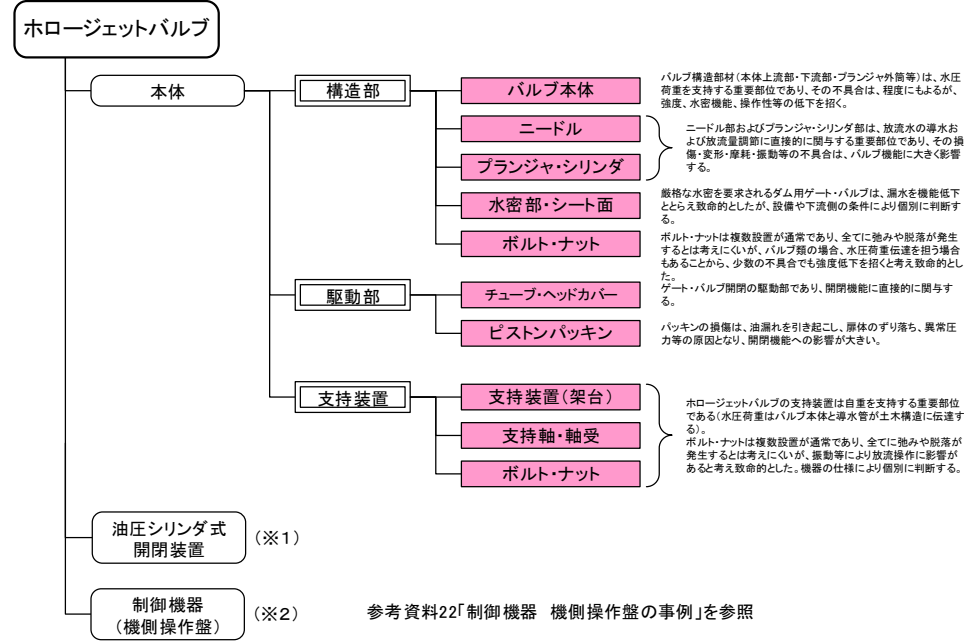 ホロージェットバルブ
本体
構造部
バルブ本体
バルブ構造部材(本体上流部・下流部・プランジャ外筒等)は、水圧
荷重を支持する重要部位であり、その不具合は、程度にもよるが、
強度、水密機能、操作性等の低下を招く。
ニードル
プランジャ・シリンダ
ニードル部およびプランジャ・シリンダ部は、放流水の導水お
よび放流量調節に直接的に関与する重要部位であり、その損
傷・変形・摩耗・振動等の不具合は、バルブ機能に大きく影響
する。
水密部・シート面
厳格な水密を要求されるダム用ゲート・バルブは、漏水を機能低下
ととらえ致命的としたが、設備や下流側の条件により個別に判断す
る。
ボルト・ナット
ボルト・ナットは複数設置が通常であり、全てに弛みや脱落が発生
するとは考えにくいが、バルブ類の場合、水圧荷重伝達を担う場合
もあることから、少数の不具合でも強度低下を招くと考え致命的とし
た。
駆動部
チューブ・ヘッドカバー
ゲート・バルブ開閉の駆動部であり、開閉機能に直接的に関与す
る。
ピストンパッキン
パッキンの損傷は、油漏れを引き起こし、扉体のずり落ち、異常圧
力等の原因となり、開閉機能への影響が大きい。
支持装置
支持装置(架台)
支持軸・軸受
ボルト・ナット
ホロージェットバルブの支持装置は自重を支持する重要部位
である(水圧荷重はバルブ本体と導水管が土木構造に伝達す
る)。
ボルト・ナットは複数設置が通常であり、全てに弛みや脱落が
発生するとは考えにくいが、振動等により放流操作に影響が
あると考え致命的とした。機器の仕様により個別に判断する。
油圧シリンダ式
開閉装置
(※1)
制御機器
(機側操作盤)
(※2)
参考資料22「制御機器 機側操作盤の事例」を参照